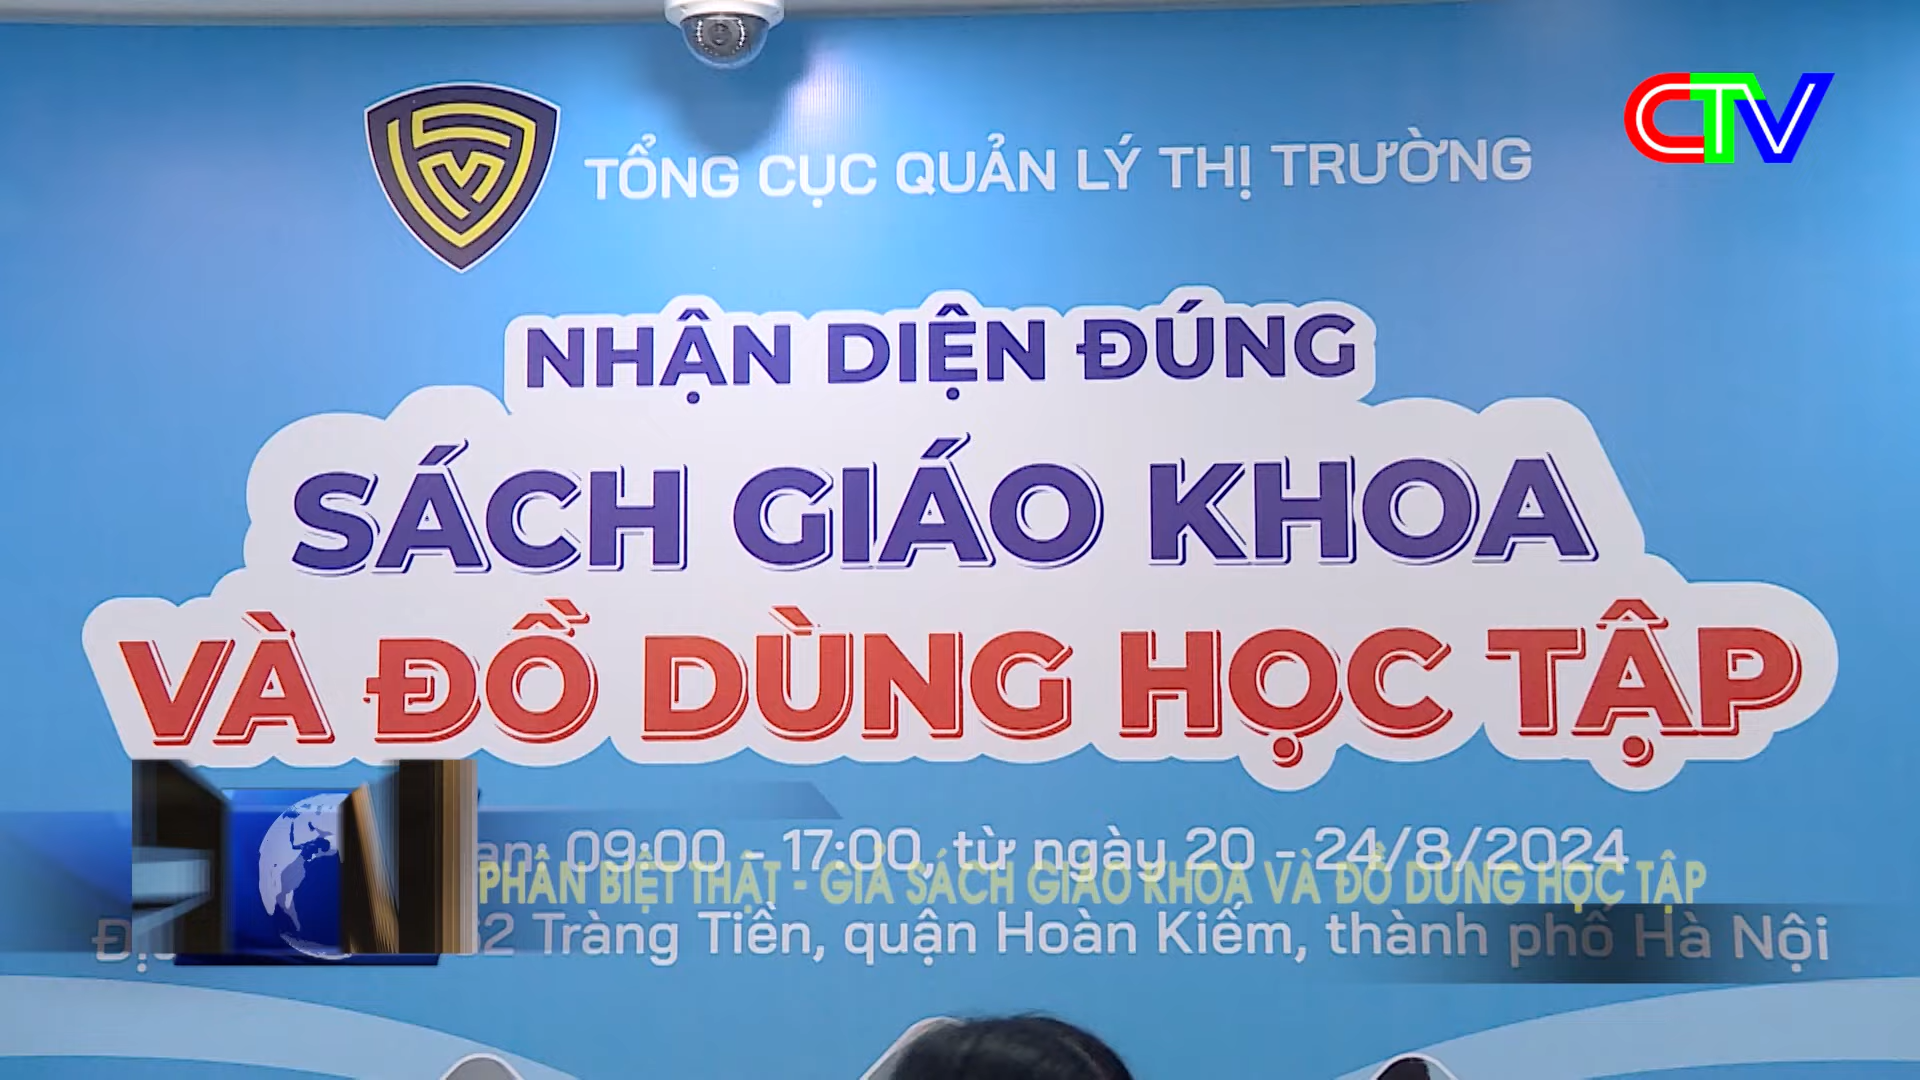 CTV
TỔNG CỤC QUẢN LÝ THỊ TRƯỜNG
NHẬN DIỆN ĐÚNG
SÁCH GIÁO KHOA
VÀ ĐỒ DÙNG HỌC TẬP
09:00 - 17:00, từ ngày 20 - 24/8/2024
PHÂN BIỆT THẬT - GIẢ SÁCH GIÁO KHOA VÀ ĐỒ DÙNG HỌC TẬP
Tràng Tiền, quận Hoàn Kiếm, thành phố Hà Nội